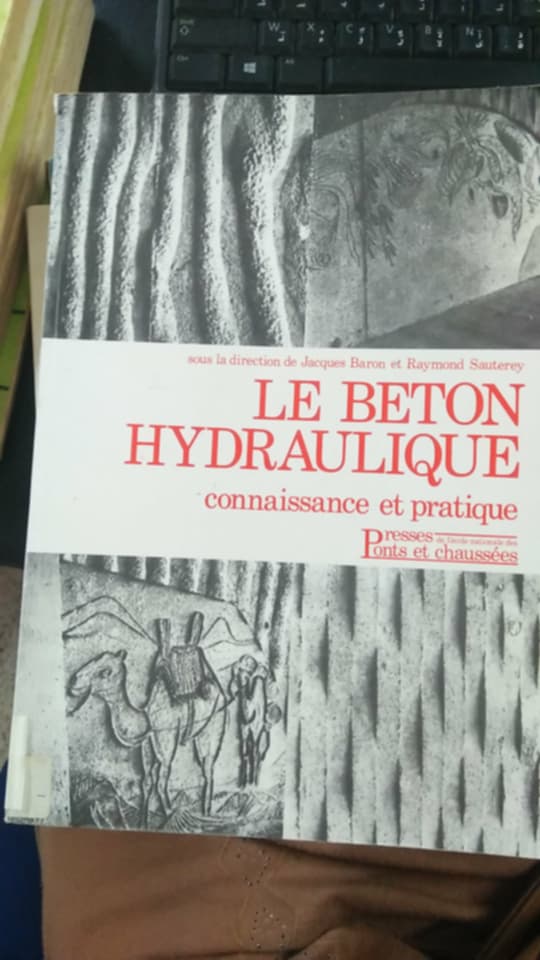 W X C V B N
Alt
sous la direction de Jacques Baron et Raymond Sauterey
LE BETON
HYDRAULIQUE
connaissance et pratique
Presses de l'école nationale des
Ponts et chaussées